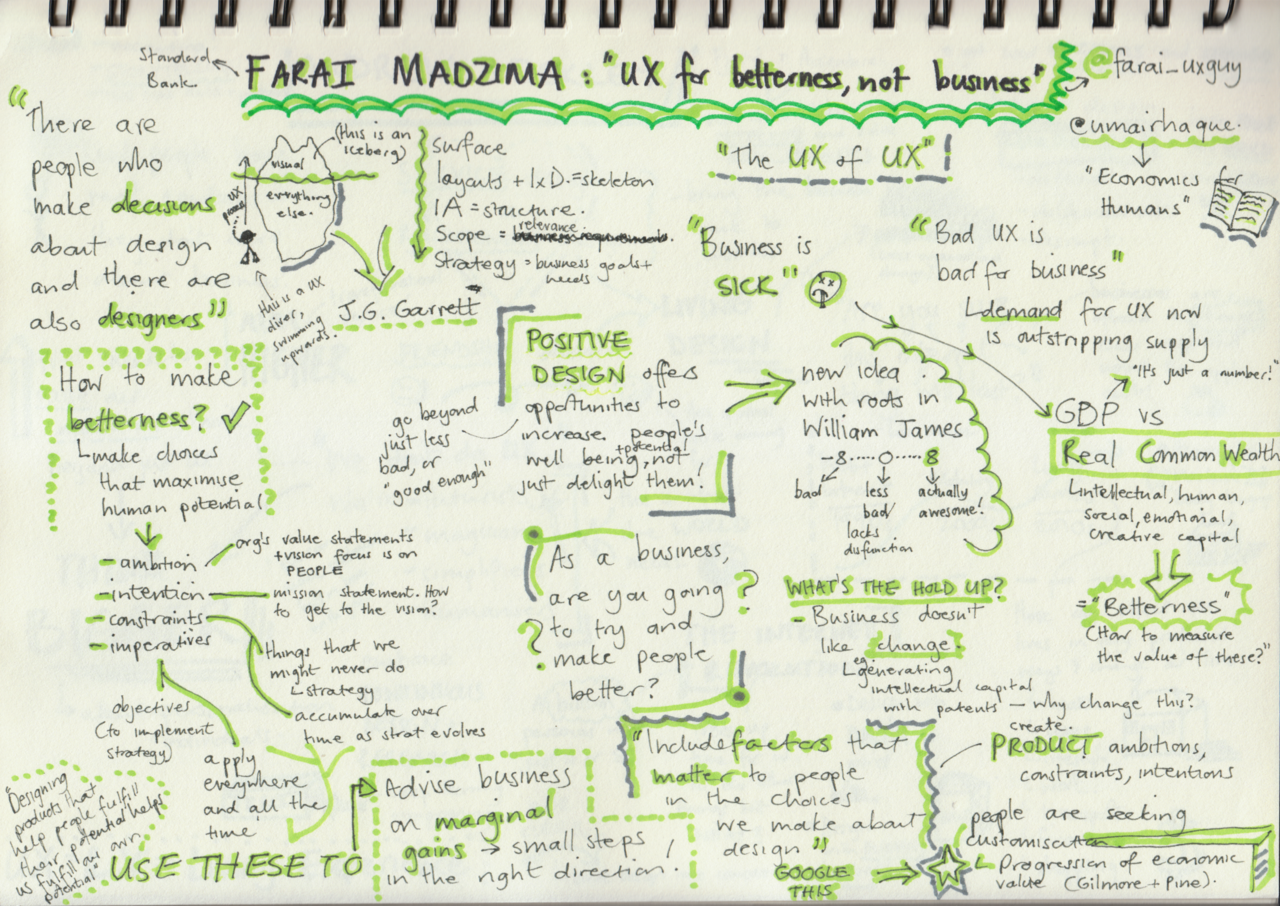 Standard
Bank
FARAI MADZIMA: "UX for betterness, not business"
@farai_uxguy
"There are
people who
make decisions
about design
and there are
also designers"
(this is an
iceberg)
visual
everything
else.
UX
process
this is a UX
diver,
swimming
upwards.
Surface
layouts + IxD. = skeleton
IA = structure.
Scope = relevance
Strategy = business goals +
needs
J.G. Garrett
"The UX of UX"
@umairhaque.
"Economics for
Humans"
"Business is
SICK"
"Bad UX is
bad for business"
demand for UX now
is outstripping supply
"It's just a number!"
GBP vs
Real Common Wealth
intellectual, human,
social, emotional,
creative capital
= "Betterness"
(How to measure
the value of these?"
How to make
betterness?
make choices
that maximise
human potential
- ambition
- intention
- constraints
- imperatives
org's value statements
+ vision focus is on
PEOPLE
mission statement. How
to get to the vision?
things that we
might never do
strategy
accumulate over
time as strat evolves
objectives
(to implement
strategy)
apply
everywhere
and all the
time
"Designing
products that
help people fulfill
their potential helps
us fulfill our own
potential"
USE THESE TO
Advise business
on marginal
gains → small steps
in the right direction!
POSITIVE
DESIGN offers
opportunities to
increase people's
+ potential
well being, not
just delight them!
go beyond
just less
bad, or
"good enough"
new idea
with roots in
William James
-8 ..... 0 .... 8
bad
less
bad/
lacks
disfunction
actually
awesome!
As a business,
are you going
to try and
make people
better?
WHAT'S THE HOLD UP?
- Business doesn't
like change.
eg. generating
intellectual capital
with patents — why change this?
"Include factors that
matter to people
in the choices
we make about
design"
create
PRODUCT ambitions,
constraints, intentions
people are seeking
customisation
Progression of economic
value (Gilmore + Pine).
GOOGLE
THIS